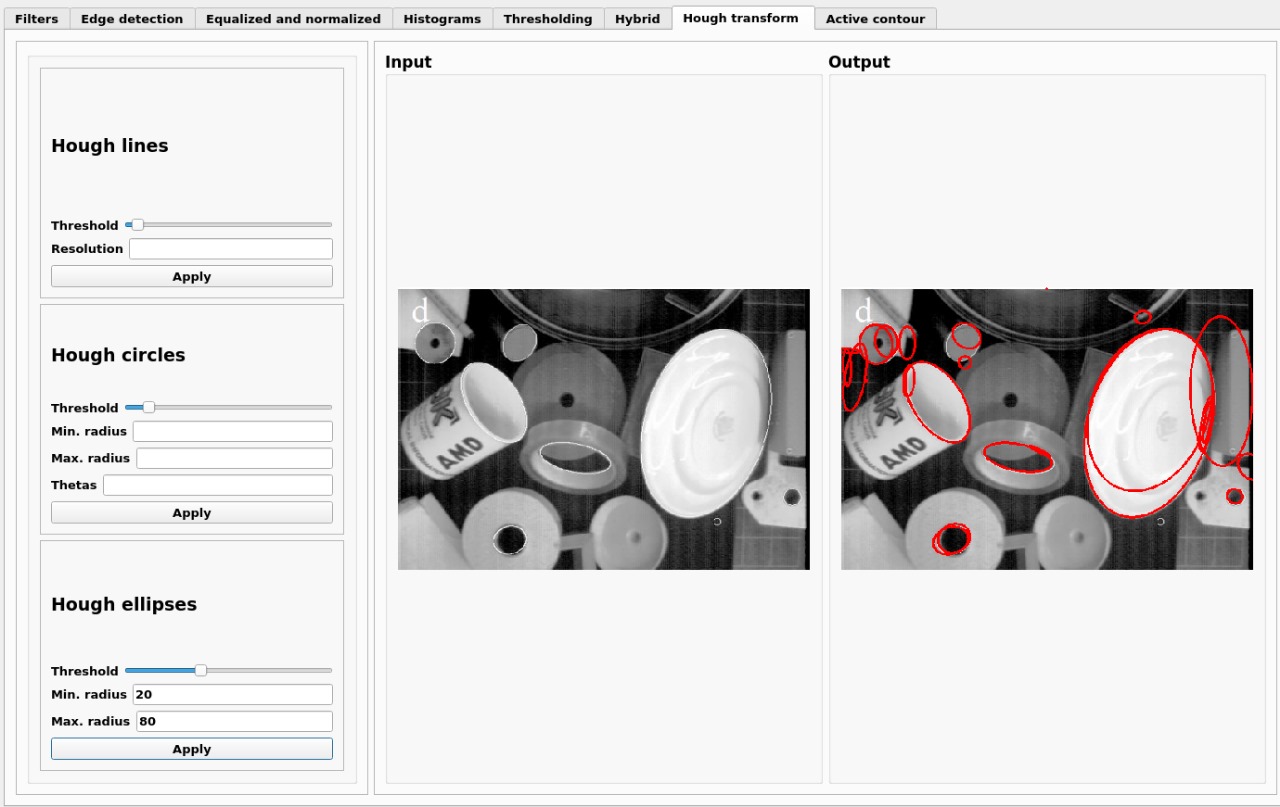 Filters Edge detection Equalized and normalized Histograms Thresholding Hybrid Hough transform Active contour
Hough lines
Threshold
Resolution
Apply
Hough circles
Threshold
Min. radius
Max. radius
Thetas
Apply
Hough ellipses
Threshold
Min. radius 20
Max. radius 80
Apply
Input
d
AMD
Output
d
AMD